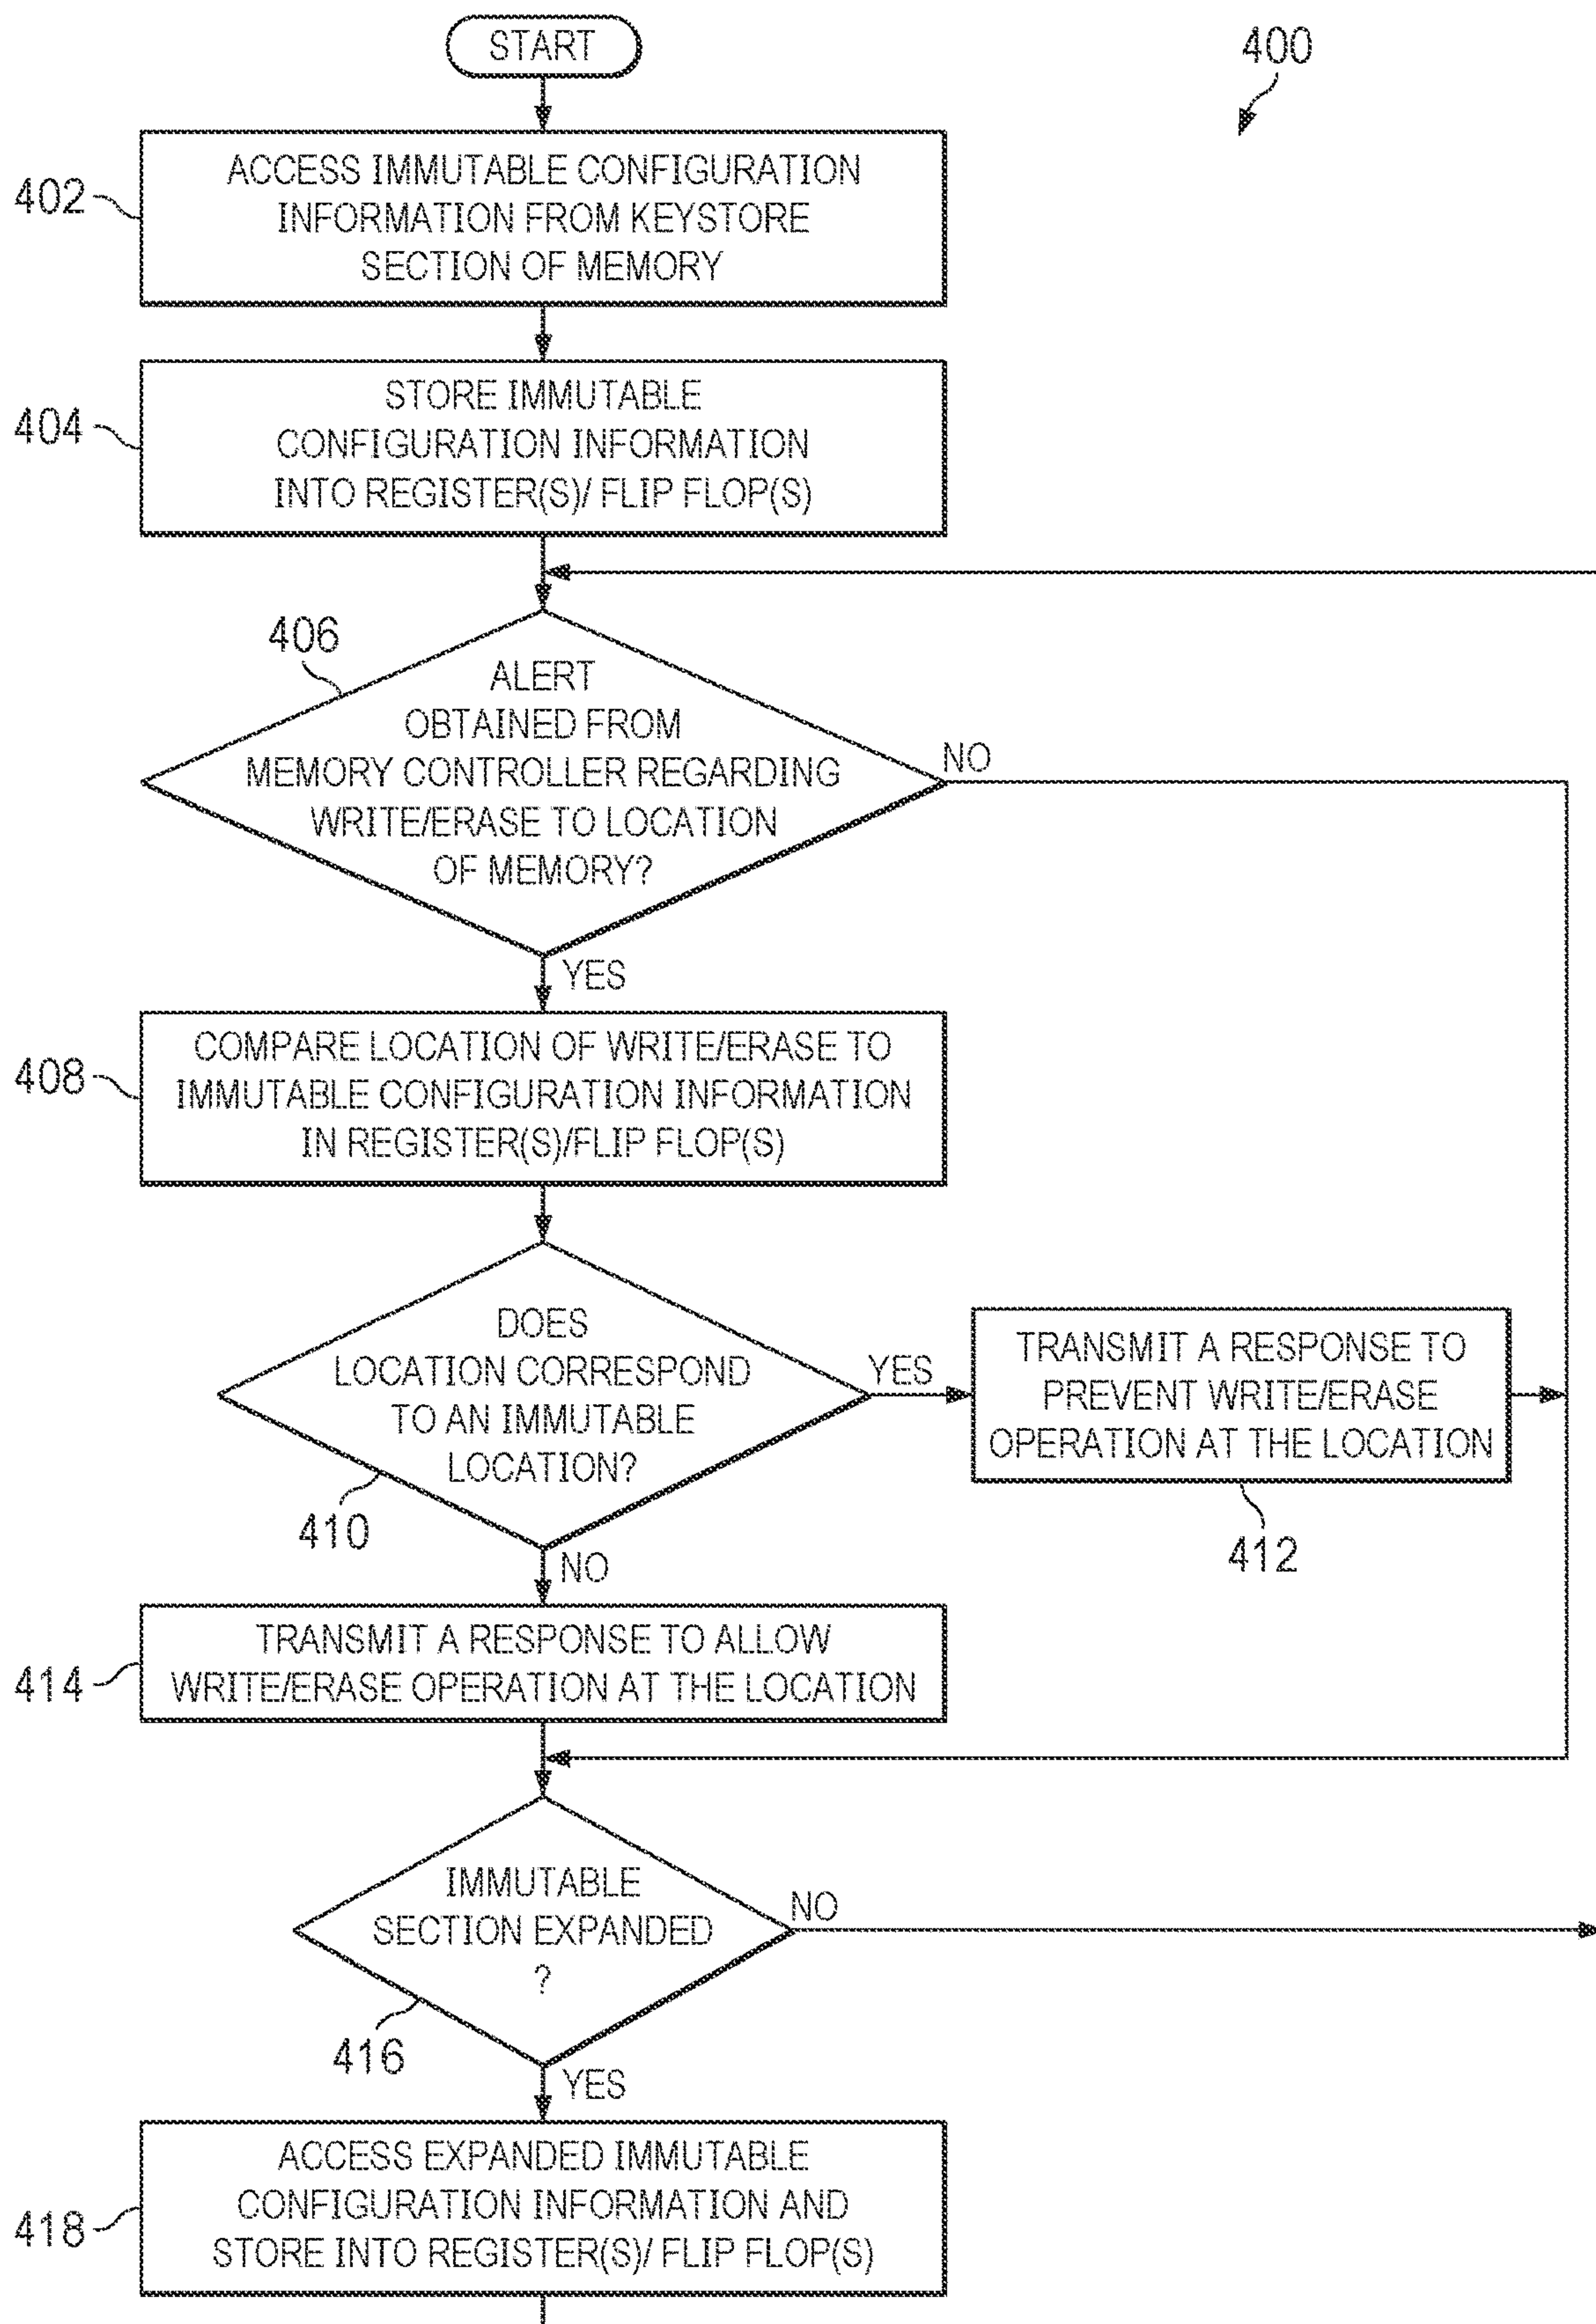 START
400
402
ACCESS IMMUTABLE CONFIGURATION
INFORMATION FROM KEYSTORE
SECTION OF MEMORY
404
STORE IMMUTABLE
CONFIGURATION INFORMATION
INTO REGISTER(S)/ FLIP FLOP(S)
406
ALERT
OBTAINED FROM
MEMORY CONTROLLER REGARDING
WRITE/ERASE TO LOCATION
OF MEMORY?
NO
YES
408
COMPARE LOCATION OF WRITE/ERASE TO
IMMUTABLE CONFIGURATION INFORMATION
IN REGISTER(S)/FLIP FLOP(S)
DOES
LOCATION CORRESPOND
TO AN IMMUTABLE
LOCATION?
410
YES
TRANSMIT A RESPONSE TO
PREVENT WRITE/ERASE
OPERATION AT THE LOCATION
412
NO
414
TRANSMIT A RESPONSE TO ALLOW
WRITE/ERASE OPERATION AT THE LOCATION
IMMUTABLE
SECTION EXPANDED
?
NO
416
YES
418
ACCESS EXPANDED IMMUTABLE
CONFIGURATION INFORMATION AND
STORE INTO REGISTER(S)/ FLIP FLOP(S)